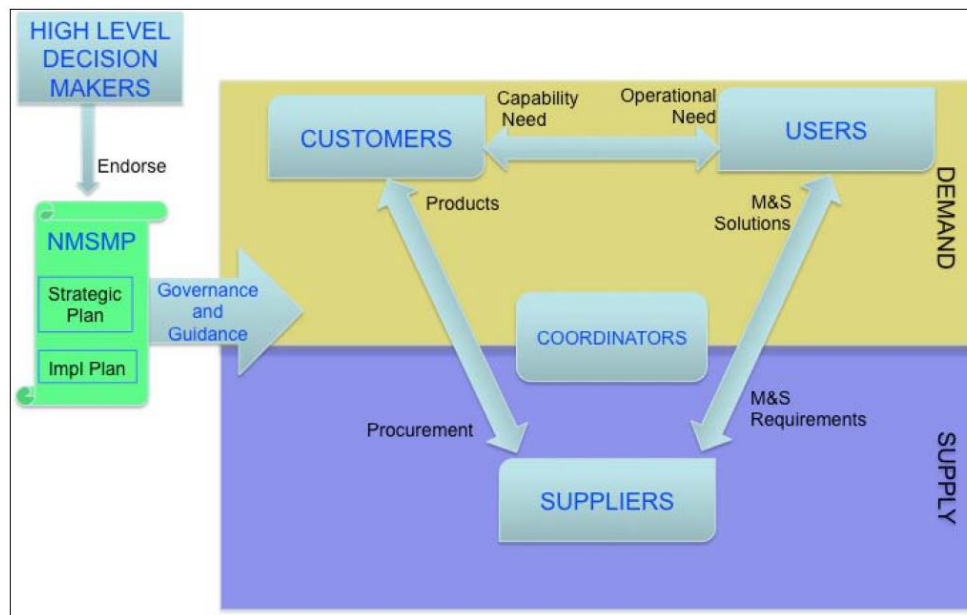 HIGH LEVEL
DECISION
MAKERS
Endorse
NMSMP
Strategic
Plan
Impl Plan
Governance
and
Guidance
CUSTOMERS
Capability
Need
Operational
Need
USERS
Products
M&S
Solutions
DEMAND
COORDINATORS
Procurement
M&S
Requirements
SUPPLIERS
SUPPLY